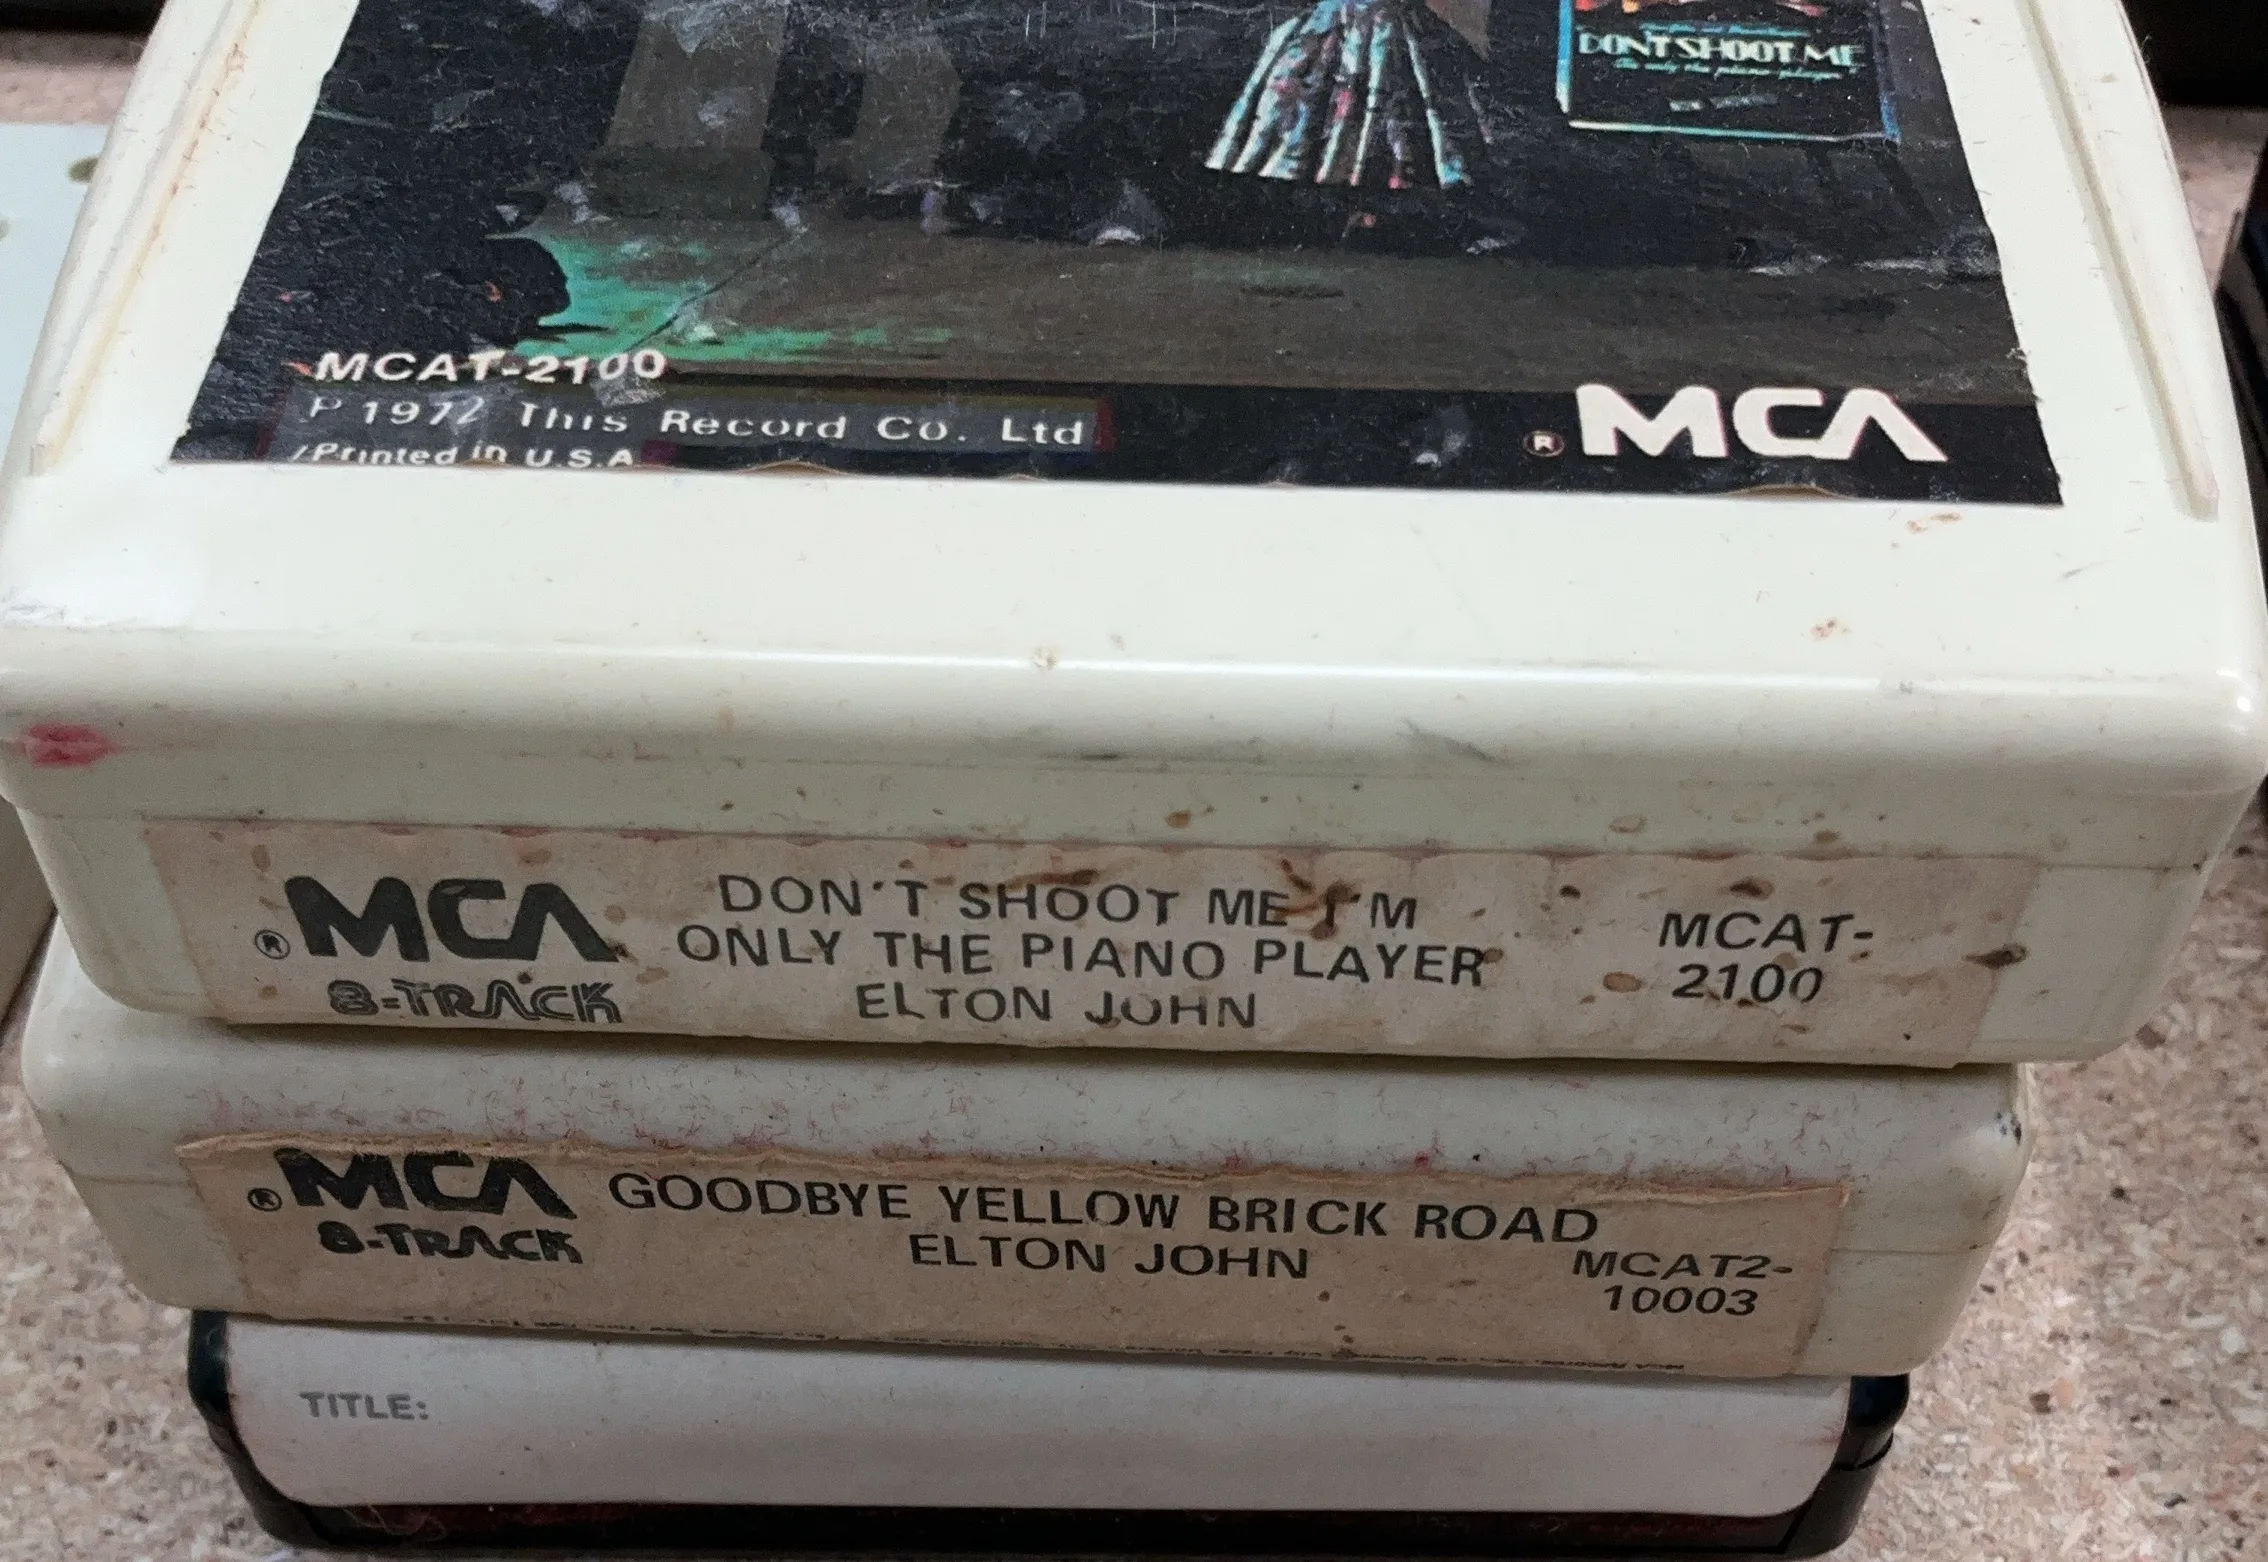 DON'T SHOOT ME
MCAT-2100
P 1972 This Record Co. Ltd
Printed in U.S.A
® MCA
® MCA
8-TRACK
DON'T SHOOT ME I'M
ONLY THE PIANO PLAYER
ELTON JOHN
MCAT-
2100
® MCA
8-TRACK
GOODBYE YELLOW BRICK ROAD
ELTON JOHN
MCAT2-
10003
TITLE: